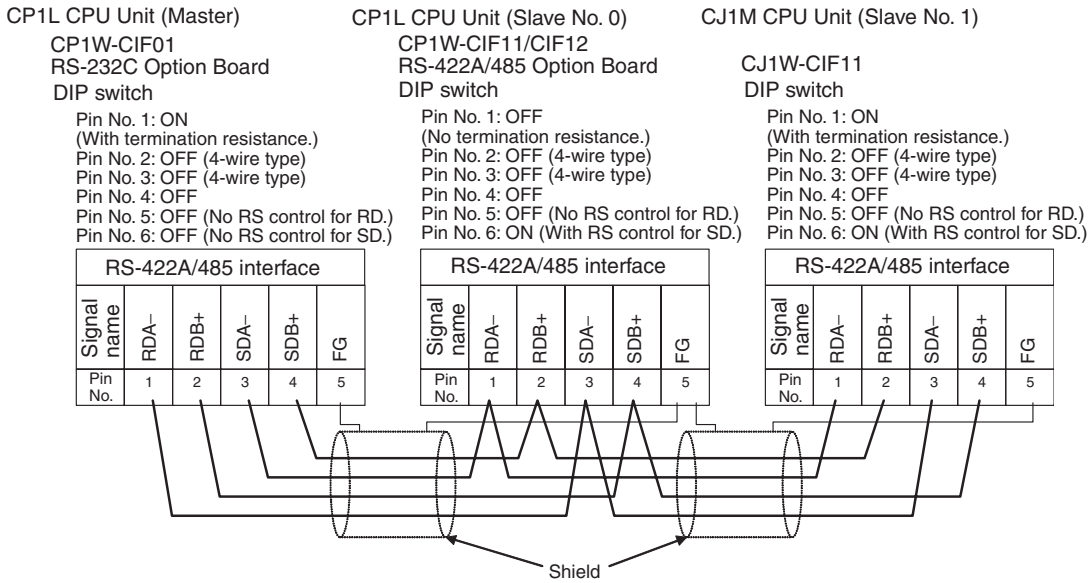 CP1L CPU Unit (Master)
CP1W-CIF01
RS-232C Option Board
DIP switch
Pin No. 1: ON
(With termination resistance.)
Pin No. 2: OFF (4-wire type)
Pin No. 3: OFF (4-wire type)
Pin No. 4: OFF
Pin No. 5: OFF (No RS control for RD.)
Pin No. 6: OFF (No RS control for SD.)
RS-422A/485 interface
Signal
name
RDA−
RDB+
SDA−
SDB+
FG
Pin
No.
1
2
3
4
5
CP1L CPU Unit (Slave No. 0)
CP1W-CIF11/CIF12
RS-422A/485 Option Board
DIP switch
Pin No. 1: OFF
(No termination resistance.)
Pin No. 2: OFF (4-wire type)
Pin No. 3: OFF (4-wire type)
Pin No. 4: OFF
Pin No. 5: OFF (No RS control for RD.)
Pin No. 6: ON (With RS control for SD.)
RS-422A/485 interface
Signal
name
RDA−
RDB+
SDA−
SDB+
FG
Pin
No.
1
2
3
4
5
CJ1M CPU Unit (Slave No. 1)
CJ1W-CIF11
DIP switch
Pin No. 1: ON
(With termination resistance.)
Pin No. 2: OFF (4-wire type)
Pin No. 3: OFF (4-wire type)
Pin No. 4: OFF
Pin No. 5: OFF (No RS control for RD.)
Pin No. 6: ON (With RS control for SD.)
RS-422A/485 interface
Signal
name
RDA−
RDB+
SDA−
SDB+
FG
Pin
No.
1
2
3
4
5
Shield